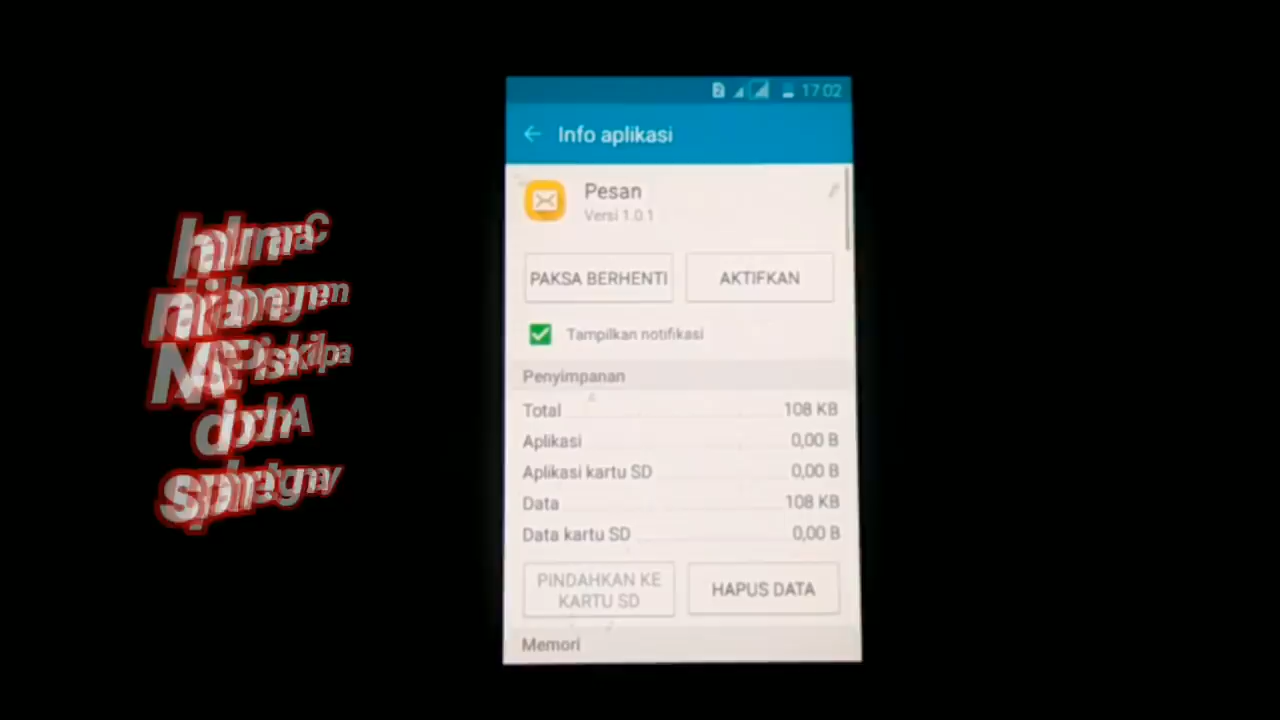 2 17:02
Info aplikasi
Pesan
Versi 1.0.1
PAKSA BERHENTI AKTIFKAN
Tampilkan notifikasi
Penyimpanan
Total 108 KB
Aplikasi 0,00 B
Aplikasi kartu SD 0,00 B
Data 108 KB
Data kartu SD 0,00 B
PINDAHKAN KE
KARTU SD
HAPUS DATA
Memori